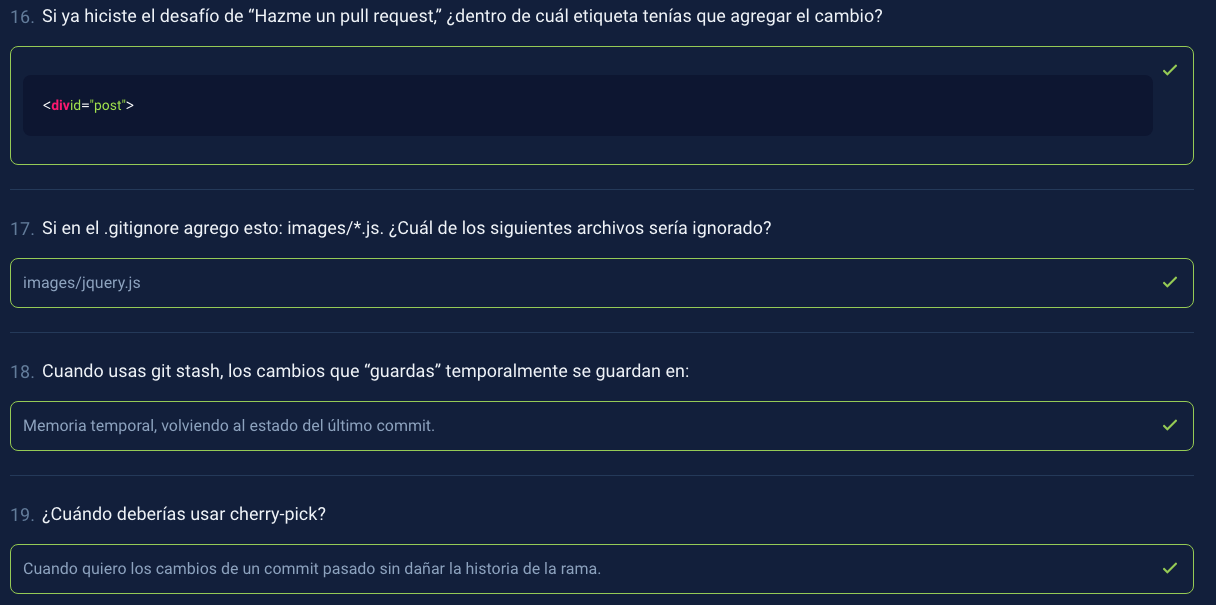 16. Si ya hiciste el desafío de “Hazme un pull request,” ¿dentro de cuál etiqueta tenías que agregar el cambio?
<divid="post">
17. Si en el .gitignore agrego esto: images/*.js. ¿Cuál de los siguientes archivos sería ignorado?
images/jquery.js
18. Cuando usas git stash, los cambios que “guardas” temporalmente se guardan en:
Memoria temporal, volviendo al estado del último commit.
19. ¿Cuándo deberías usar cherry-pick?
Cuando quiero los cambios de un commit pasado sin dañar la historia de la rama.